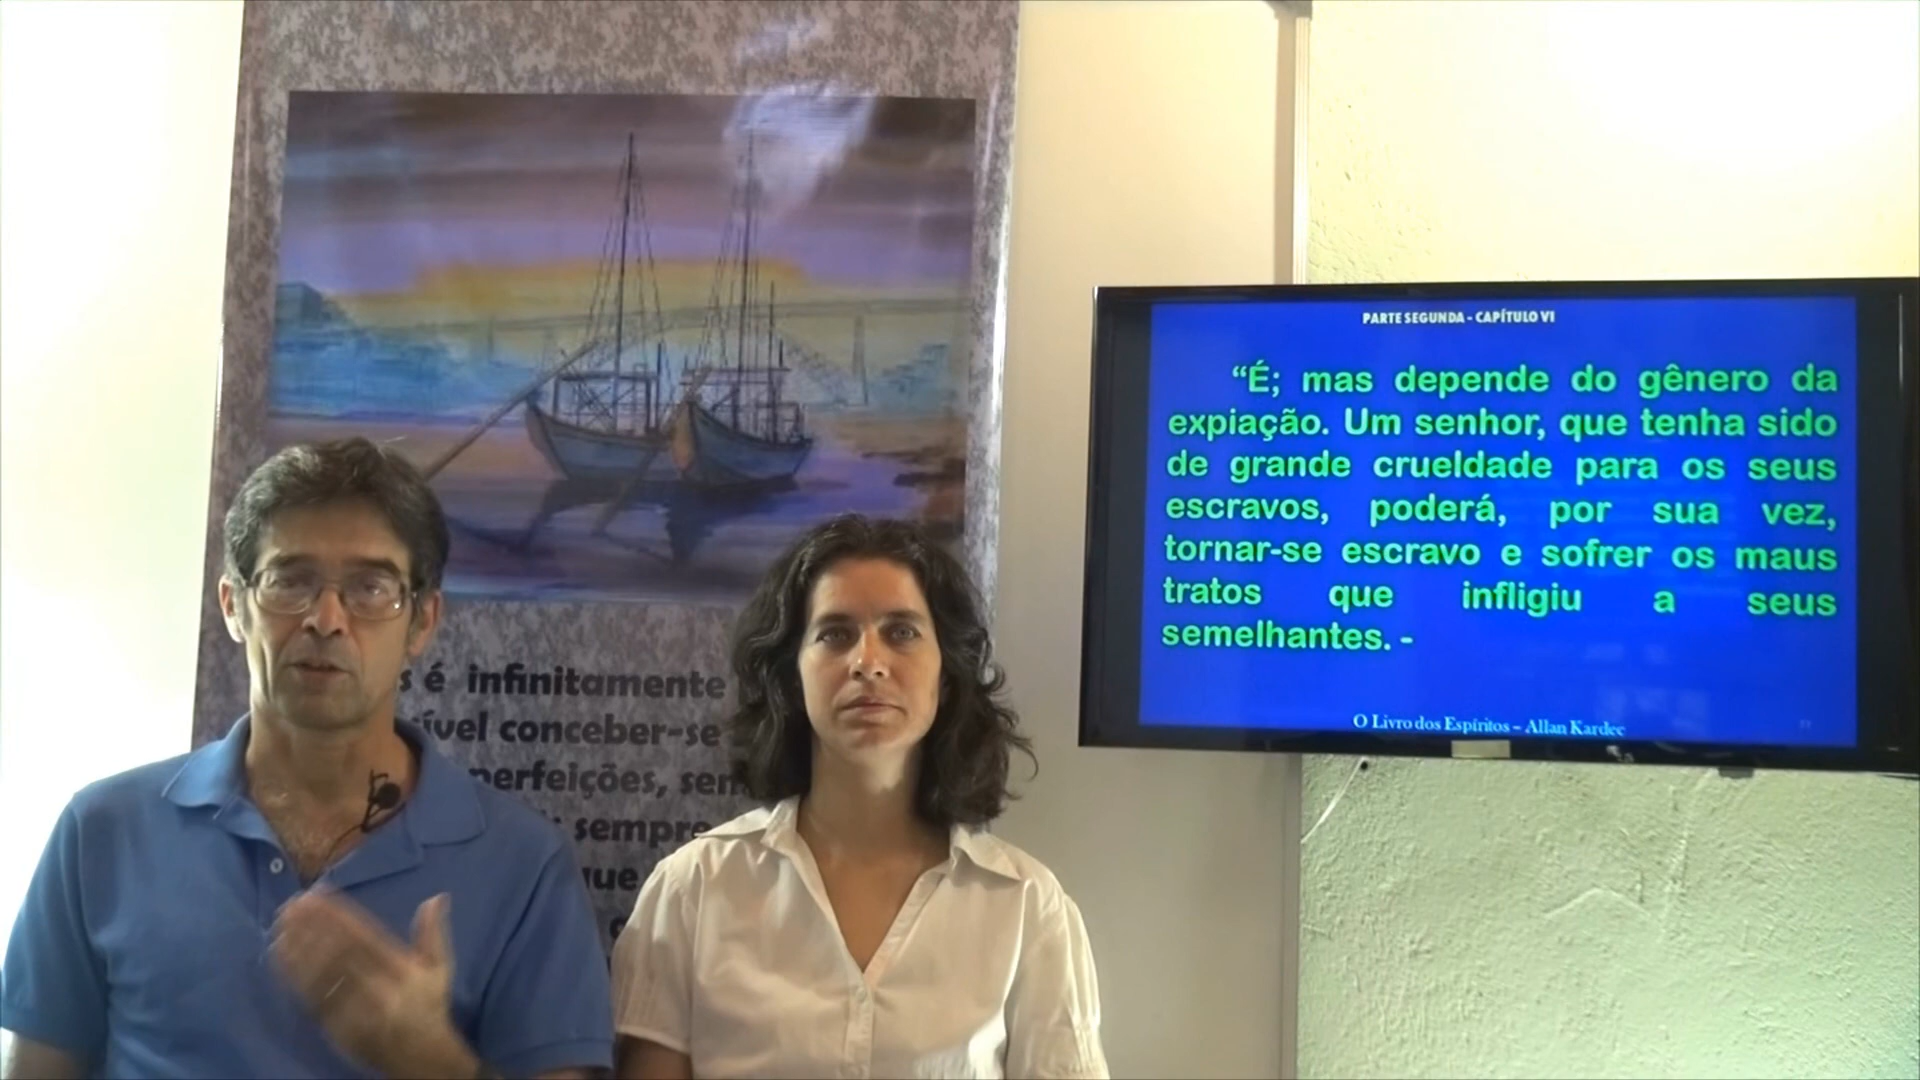 PARTE SEGUNDA - CAPÍTULO VI
“É; mas depende do gênero da
expiação. Um senhor, que tenha sido
de grande crueldade para os seus
escravos, poderá, por sua vez,
tornar-se escravo e sofrer os maus
tratos que infligiu a seus
semelhantes. -
O Livro dos Espíritos – Allan Kardec
é infinitamente
conceber-se
perfeições,
sempre
que